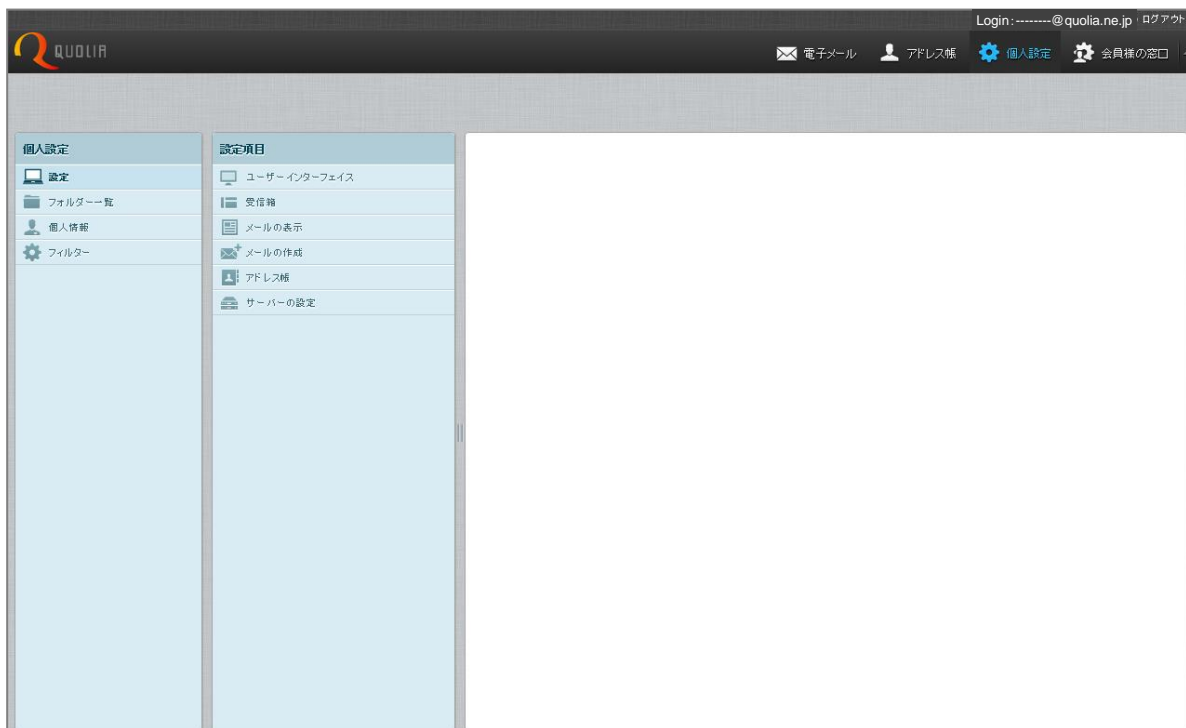 Login:--------@quolia.ne.jp ログアウト
QUOLIA
電子メール アドレス帳 個人設定 会員様の窓口
個人設定
設定
フォルダー一覧
個人情報
フィルター
設定項目
ユーザーインターフェイス
受信箱
メールの表示
メールの作成
アドレス帳
サーバーの設定